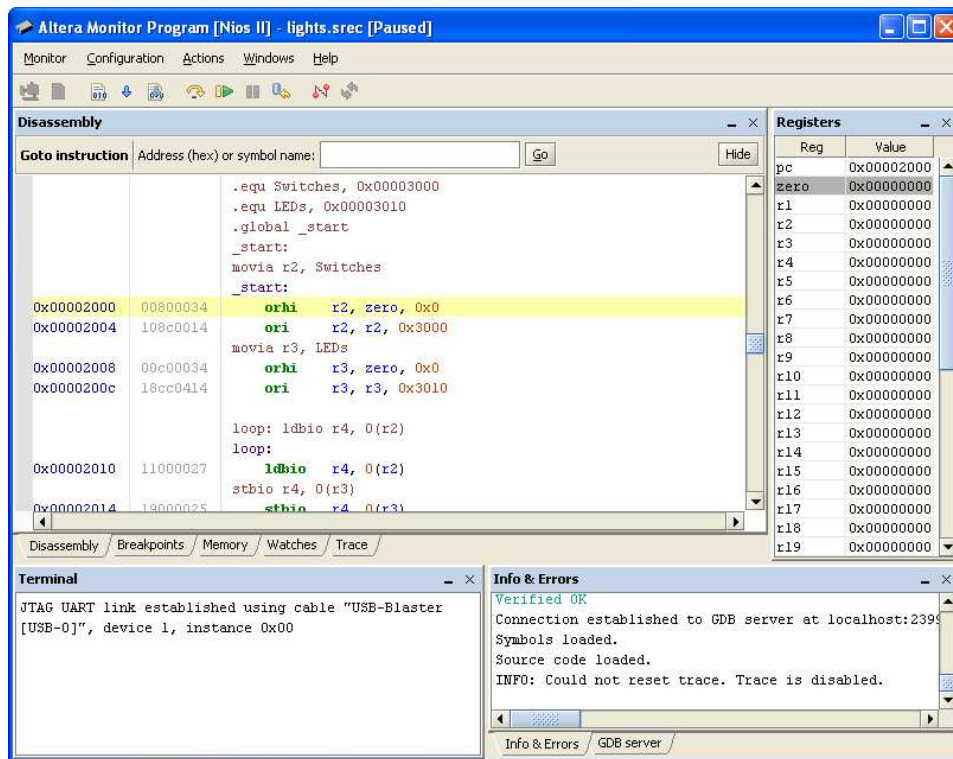 Altera Monitor Program [Nios II] - lights.srec [Paused]
Monitor Configuration Actions Windows Help
Disassembly
Goto instruction Address (hex) or symbol name: Go Hide
.equ Switches, 0x00003000
.equ LEDs, 0x00003010
.global _start
_start:
movia r2, Switches
_start:
0x00002000 00800034 orhi r2, zero, 0x0
0x00002004 108c0014 ori r2, r2, 0x3000
movia r3, LEDs
0x00002008 00c00034 orhi r3, zero, 0x0
0x0000200c 18cc0414 ori r3, r3, 0x3010
loop: ldbio r4, 0(r2)
loop:
0x00002010 11000027 ldbio r4, 0(r2)
stbio r4, 0(r3)
0x00002014 19000025 stbio r4 0(r3)
Disassembly Breakpoints Memory Watches Trace
Registers
Reg Value
pc 0x00002000
zero 0x00000000
r1 0x00000000
r2 0x00000000
r3 0x00000000
r4 0x00000000
r5 0x00000000
r6 0x00000000
r7 0x00000000
r8 0x00000000
r9 0x00000000
r10 0x00000000
r11 0x00000000
r12 0x00000000
r13 0x00000000
r14 0x00000000
r15 0x00000000
r16 0x00000000
r17 0x00000000
r18 0x00000000
r19 0x00000000
Terminal
JTAG UART link established using cable "USB-Blaster
[USB-0]", device 1, instance 0x00
Info & Errors
Verified OK
Connection established to GDB server at localhost:239
Symbols loaded.
Source code loaded.
INFO: Could not reset trace. Trace is disabled.
Info & Errors GDB server